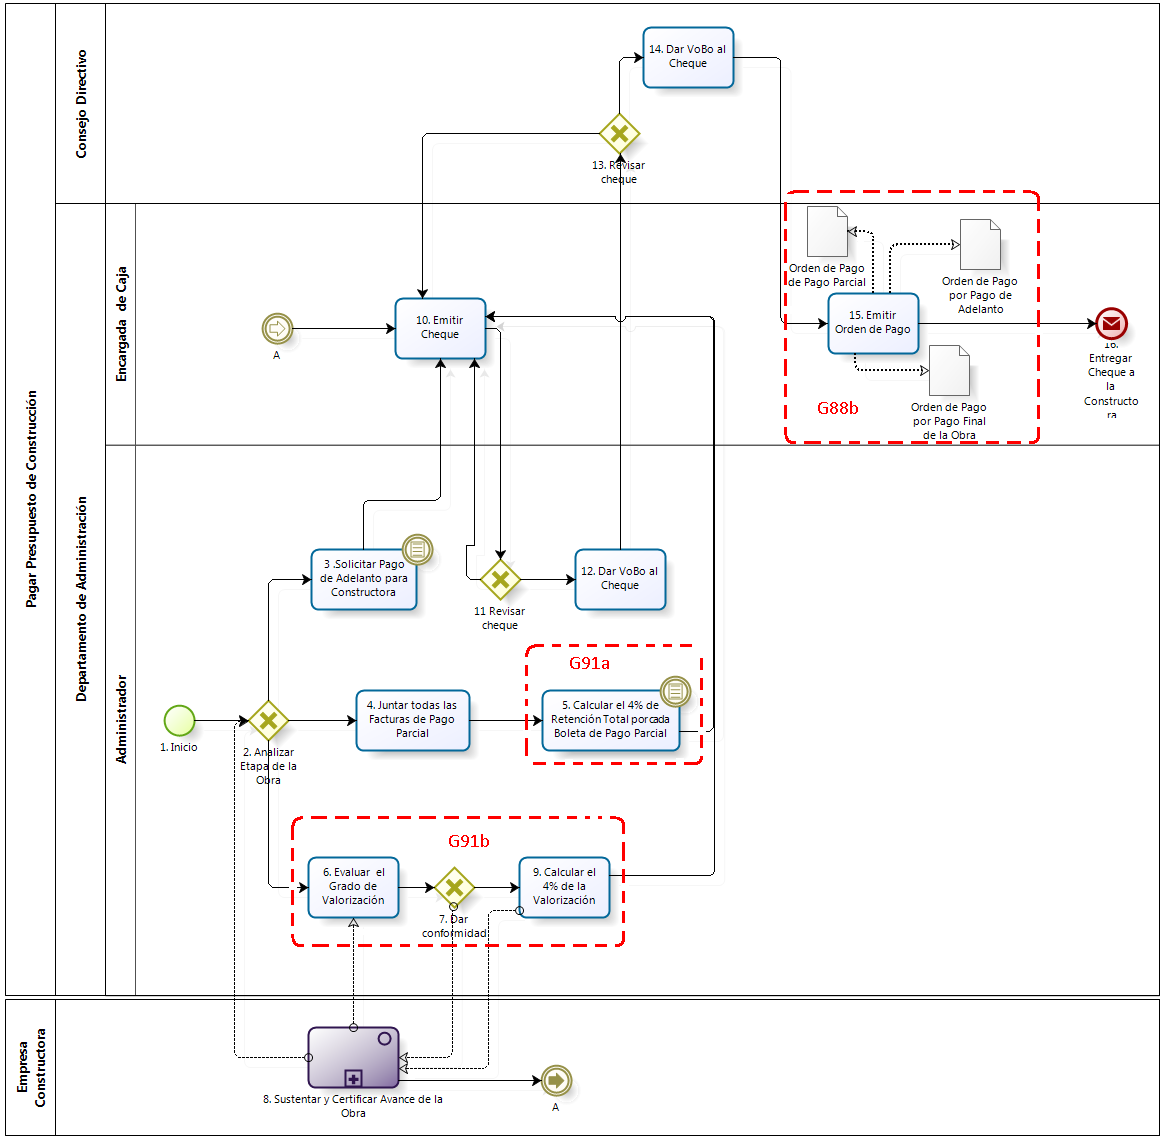 Pagar Presupuesto de Construcción
Consejo Directivo
14. Dar VoBo al
Cheque
13. Revisar
cheque
Departamento de Administración
Encargada de Caja
A
10. Emitir
Cheque
Orden de Pago
de Pago Parcial
Orden de Pago
por Pago de
Adelanto
15. Emitir
Orden de Pago
G88b
Orden de Pago
por Pago Final
de la Obra
16.
Entregar
Cheque a
la
Constructo
ra
Administrador
3 .Solicitar Pago
de Adelanto para
Constructora
11 Revisar
cheque
12. Dar VoBo al
Cheque
1. Inicio
2. Analizar
Etapa de la
Obra
4. Juntar todas las
Facturas de Pago
Parcial
G91a
5. Calcular el 4% de
Retención Total porcada
Boleta de Pago Parcial
G91b
6. Evaluar el
Grado de
Valorización
7. Dar
conformidad
9. Calcular el
4% de la
Valorización
Empresa
Constructora
8. Sustentar y Certificar Avance de la
Obra
A